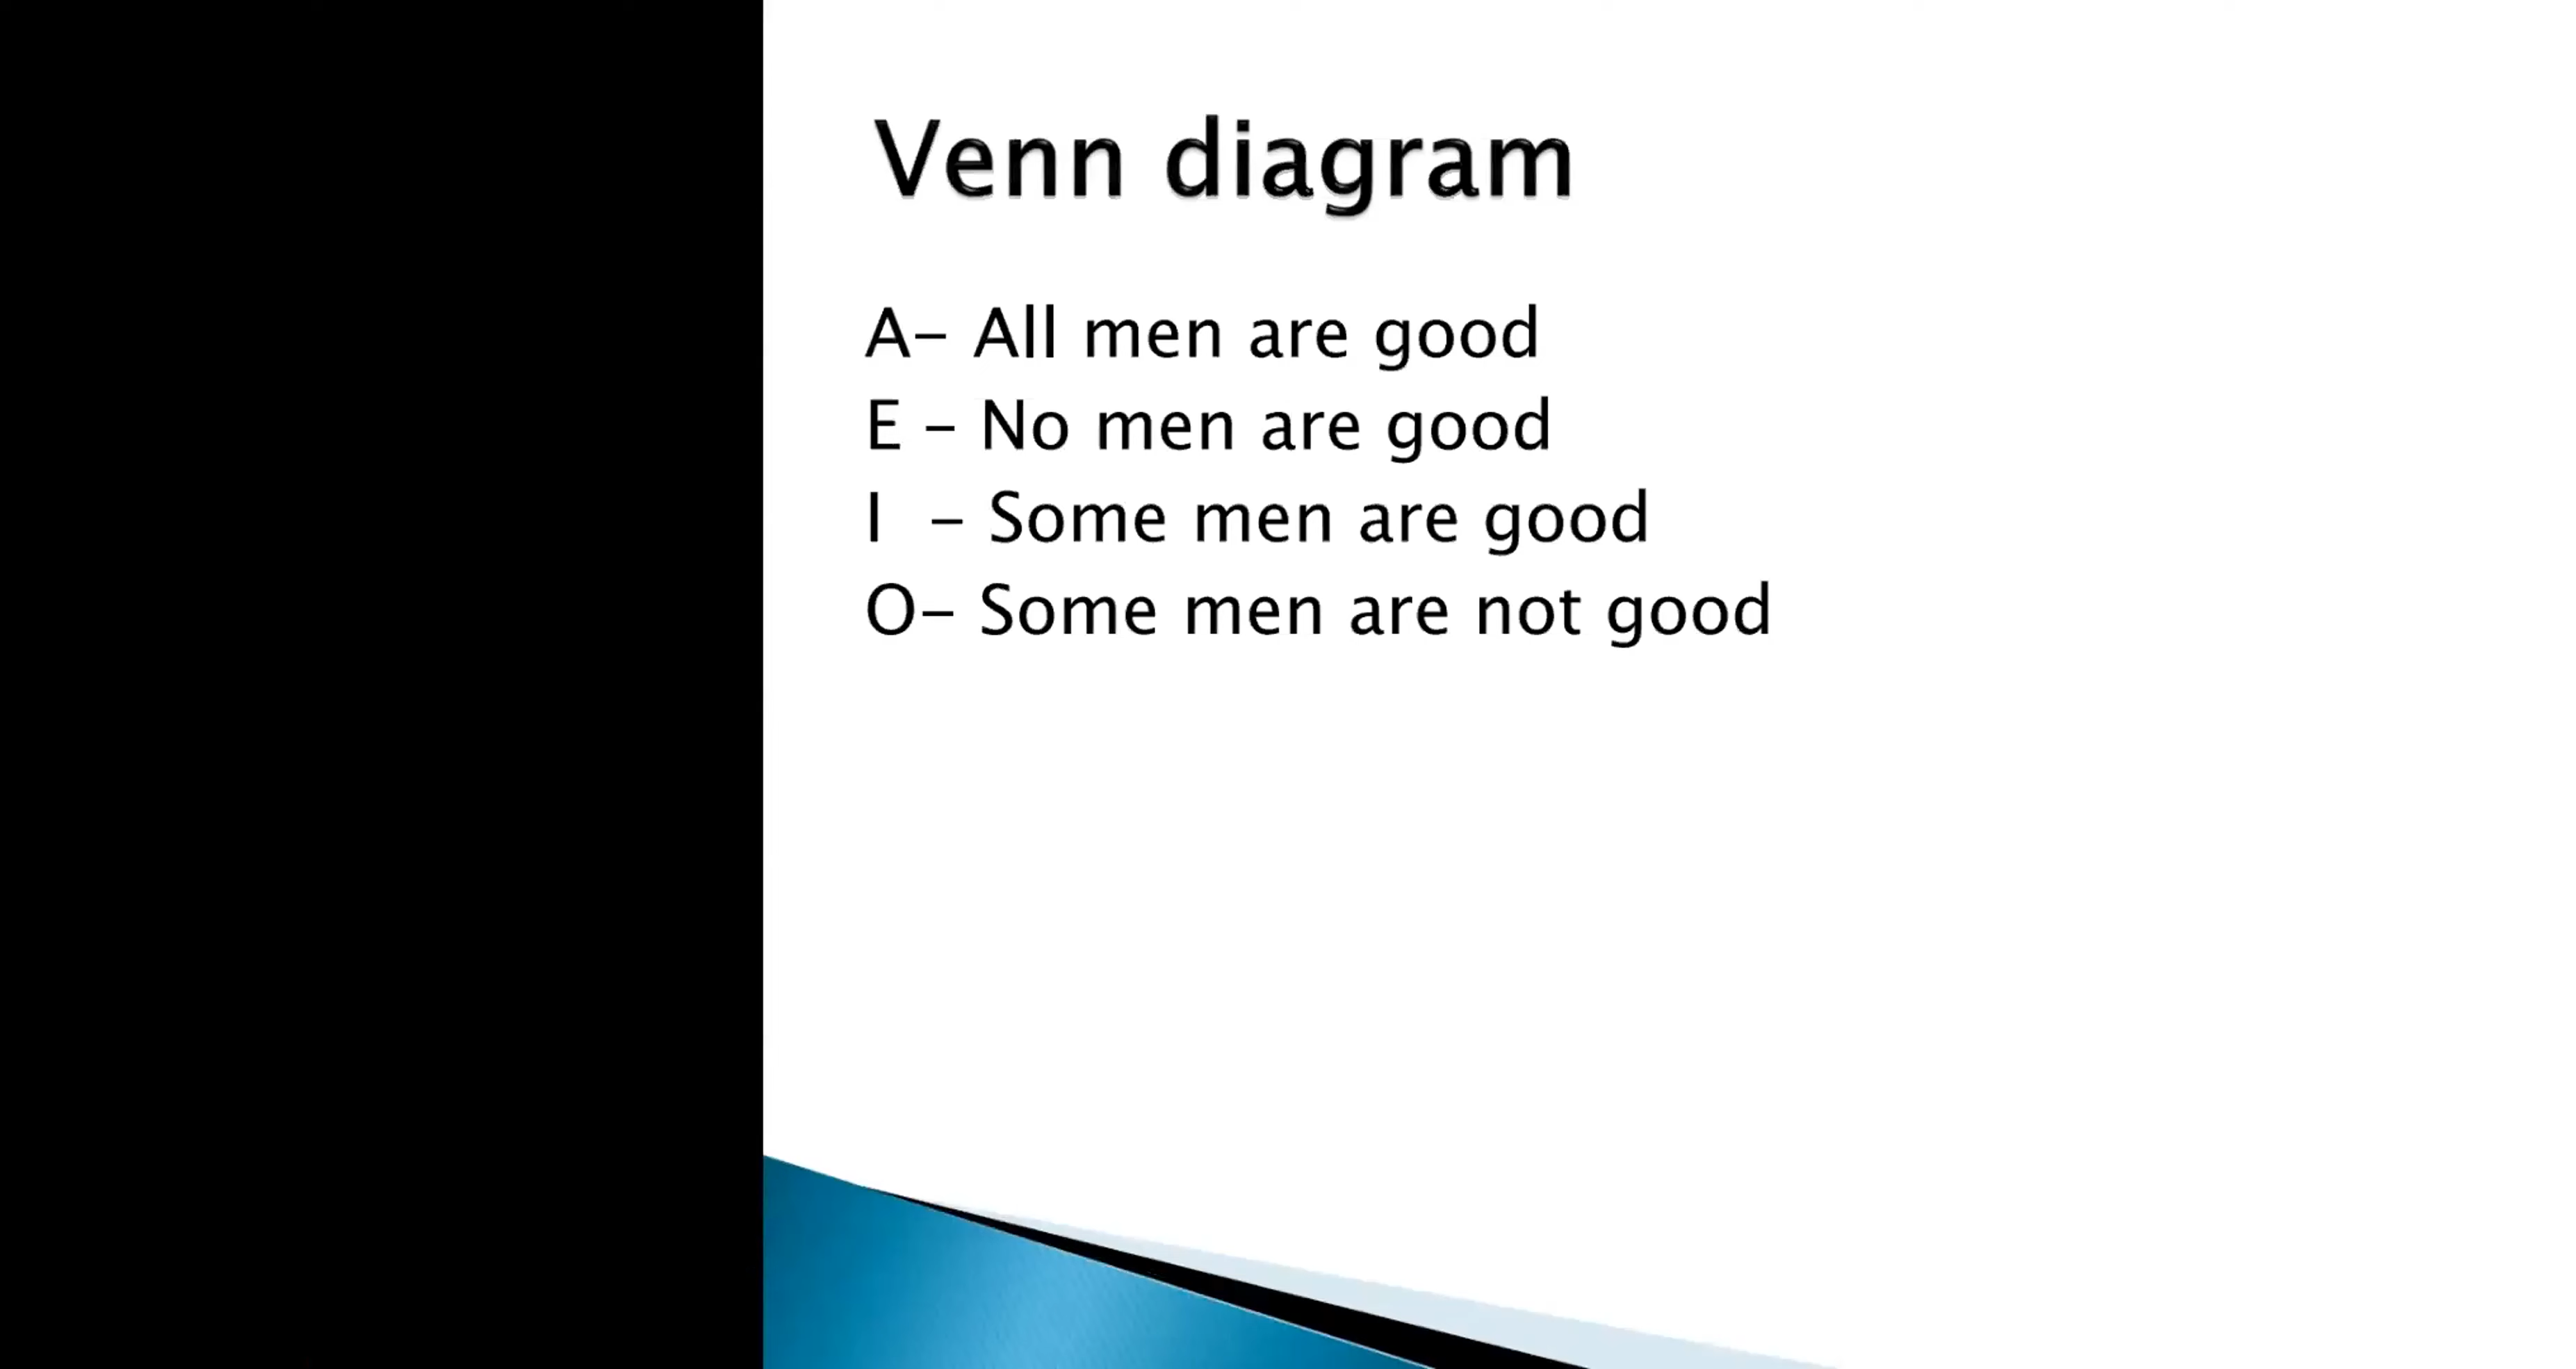 Venn diagram
A- All men are good
E - No men are good
I - Some men are good
O- Some men are not good